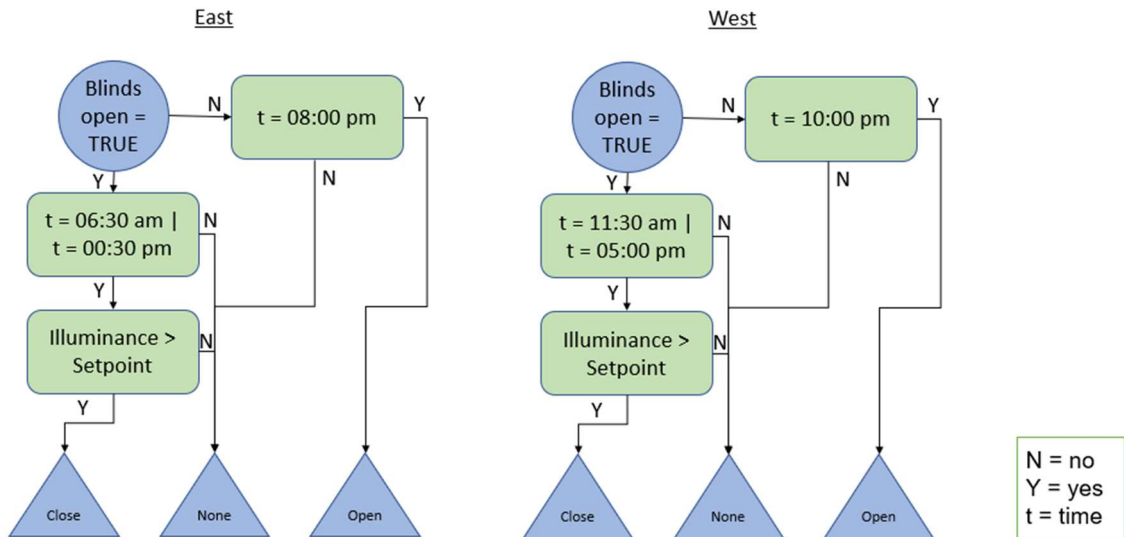 East
Blinds
open =
TRUE
N
t = 08:00 pm
Y
N
Y
t = 06:30 am |
t = 00:30 pm
N
Y
Illuminance >
Setpoint
N
Y
Close
None
Open
West
Blinds
open =
TRUE
N
t = 10:00 pm
Y
N
Y
t = 11:30 am |
t = 05:00 pm
N
Y
Illuminance >
Setpoint
N
Y
Close
None
Open
N = no
Y = yes
t = time